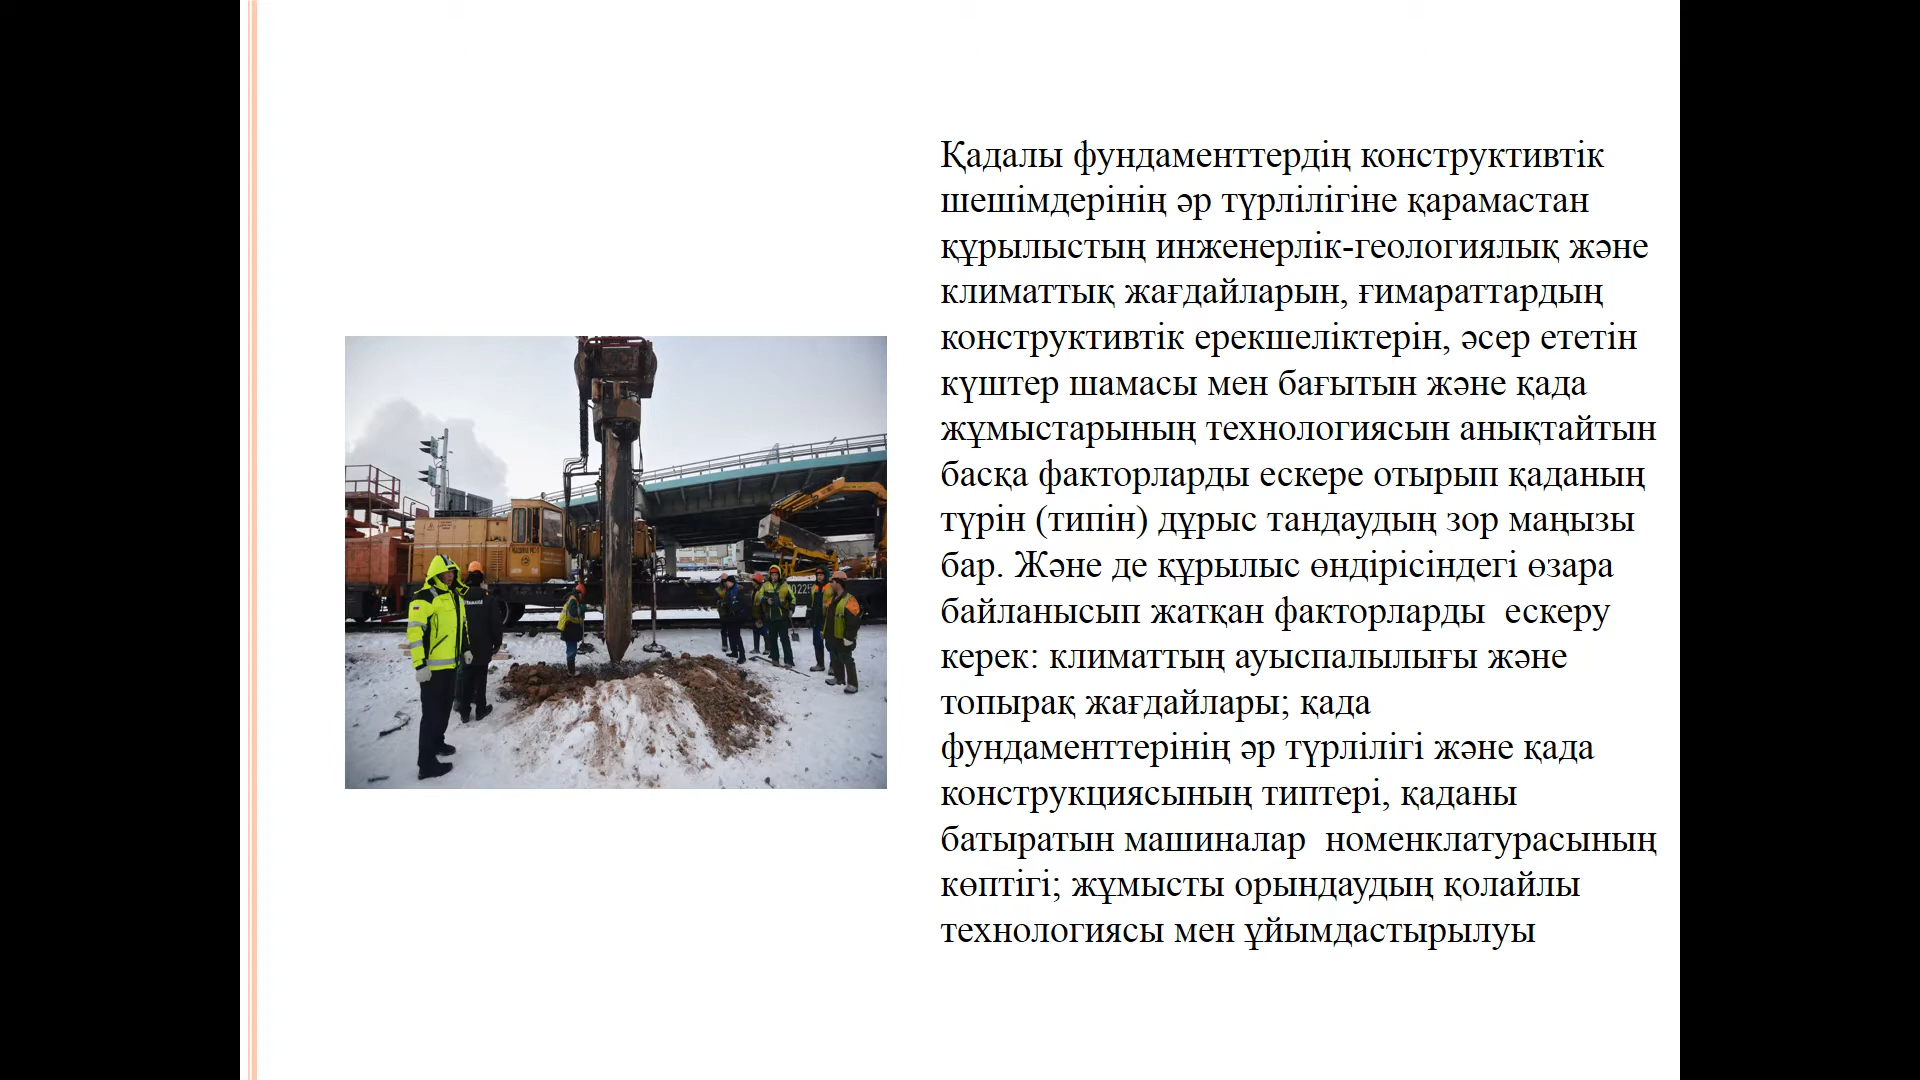 Қадалы фундаменттердің конструктивтік
шешімдерінің әр түрлілігіне қарамастан
құрылыстың инженерлік-геологиялық және
климаттық жағдайларын, ғимараттардың
конструктивтік ерекшеліктерін, әсер ететін
күштер шамасы мен бағытын және қада
жұмыстарының технологиясын анықтайтын
басқа факторларды ескере отырып қаданың
түрін (типін) дұрыс тандаудың зор маңызы
бар. Және де құрылыс өндірісіндегі өзара
байланысып жатқан факторларды  ескеру
керек: климаттың ауыспалылығы және
топырақ жағдайлары; қада
фундаменттерінің әр түрлілігі және қада
конструкциясының типтері, қаданы
батыратын машиналар  номенклатурасының
көптігі; жұмысты орындаудың қолайлы
технологиясы мен ұйымдастырылуы